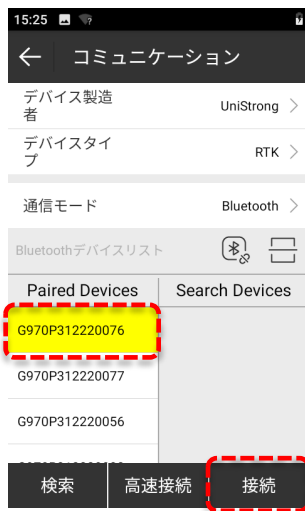 15:25
← コミュニケーション
デバイス製造
者
UniStrong >
デバイスタイ
プ
RTK >
通信モード
Bluetooth >
Bluetoothデバイスリスト
Paired Devices
Search Devices
G970P312220076
G970P312220077
G970P312220056
検索
高速接続
接続